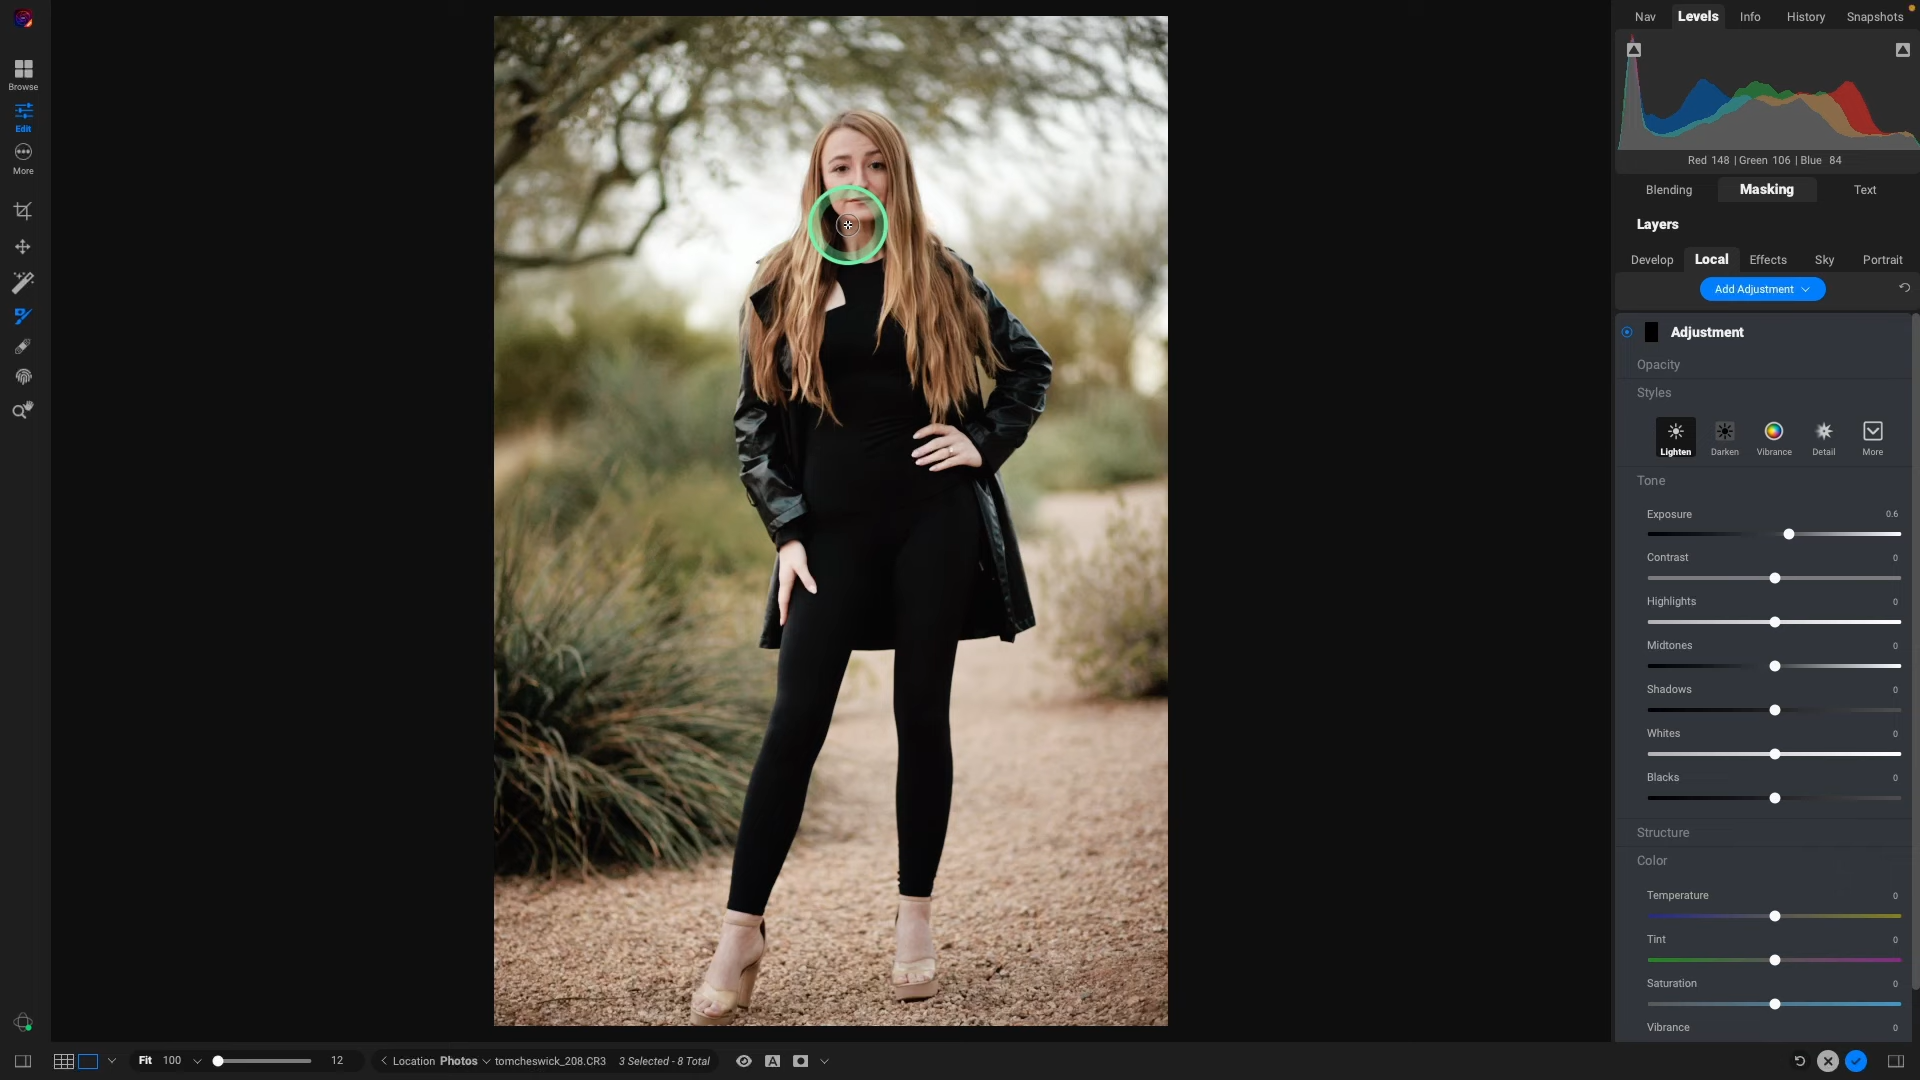 Nav Levels Info History Snapshots
Browse
Edit
More
Red 148 | Green 106 | Blue 84
Blending Masking Text
Layers
Develop Local Effects Sky Portrait
Add Adjustment
Adjustment
Opacity
Styles
Lighten Darken Vibrance Detail More
Tone
Exposure 0.6
Contrast 0
Highlights 0
Midtones 0
Shadows 0
Whites 0
Blacks 0
Structure
Color
Temperature 0
Tint 0
Saturation 0
Vibrance 0
Fit 100 12 Location Photos tomcheswick_208.CR3 3 Selected - 8 Total A